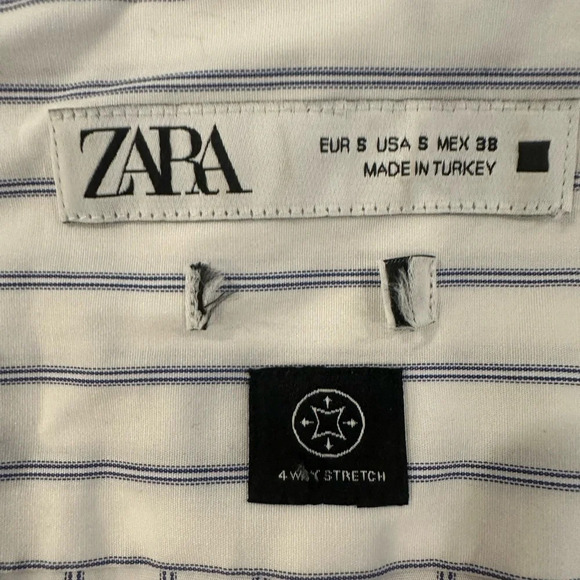 ZARA
EUR S USA S MEX 38
MADE IN TURKEY
4 WAY STRETCH